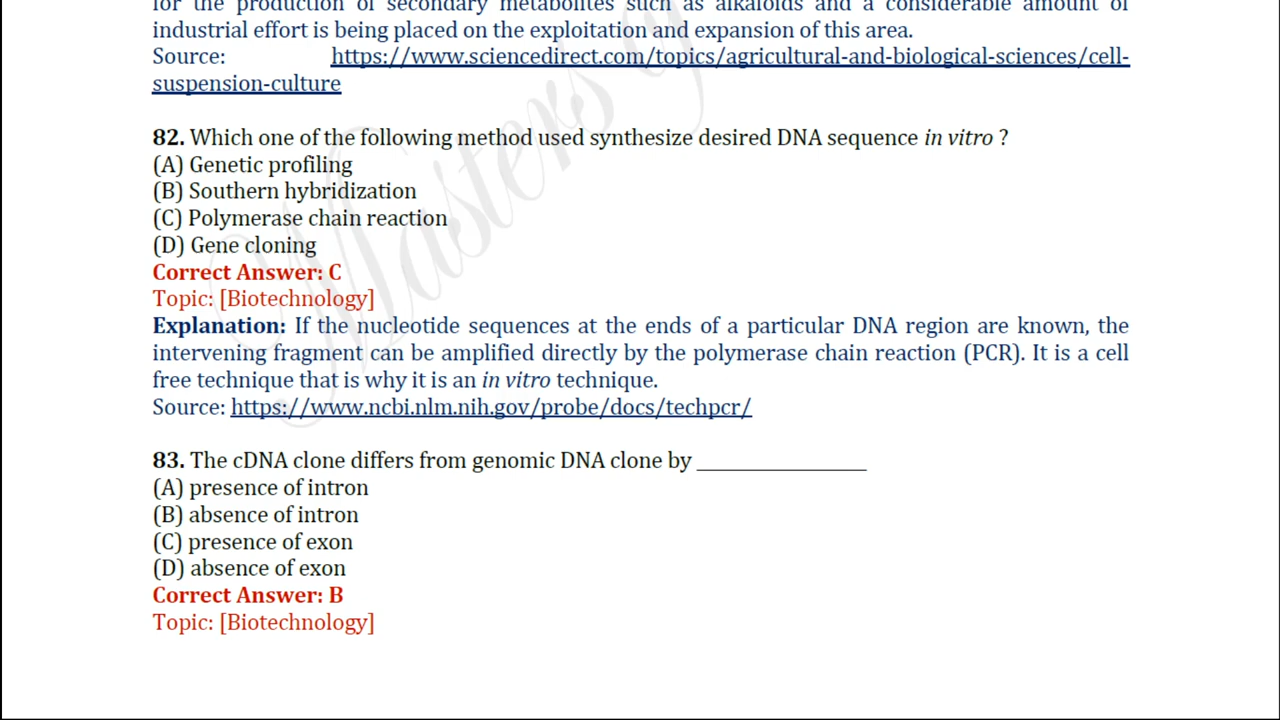 for the production of secondary metabolites such as alkaloids and a considerable amount of
industrial effort is being placed on the exploitation and expansion of this area.
Source: https://www.sciencedirect.com/topics/agricultural-and-biological-sciences/cell-
suspension-culture
82. Which one of the following method used synthesize desired DNA sequence in vitro ?
(A) Genetic profiling
(B) Southern hybridization
(C) Polymerase chain reaction
(D) Gene cloning
Correct Answer: C
Topic: [Biotechnology]
Explanation: If the nucleotide sequences at the ends of a particular DNA region are known, the
intervening fragment can be amplified directly by the polymerase chain reaction (PCR). It is a cell
free technique that is why it is an in vitro technique.
Source: https://www.ncbi.nlm.nih.gov/probe/docs/techpcr/
83. The cDNA clone differs from genomic DNA clone by _______________
(A) presence of intron
(B) absence of intron
(C) presence of exon
(D) absence of exon
Correct Answer: B
Topic: [Biotechnology]
Masters